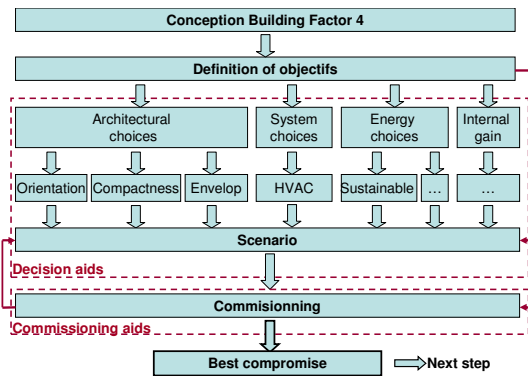 Conception Building Factor 4
Definition of objectifs
Architectural
choices
System
choices
Energy
choices
Internal
gain
Orientation
Compactness
Envelop
HVAC
Sustainable
...
...
Scenario
Decision aids
Commisionning
Commissioning aids
Best compromise
Next step